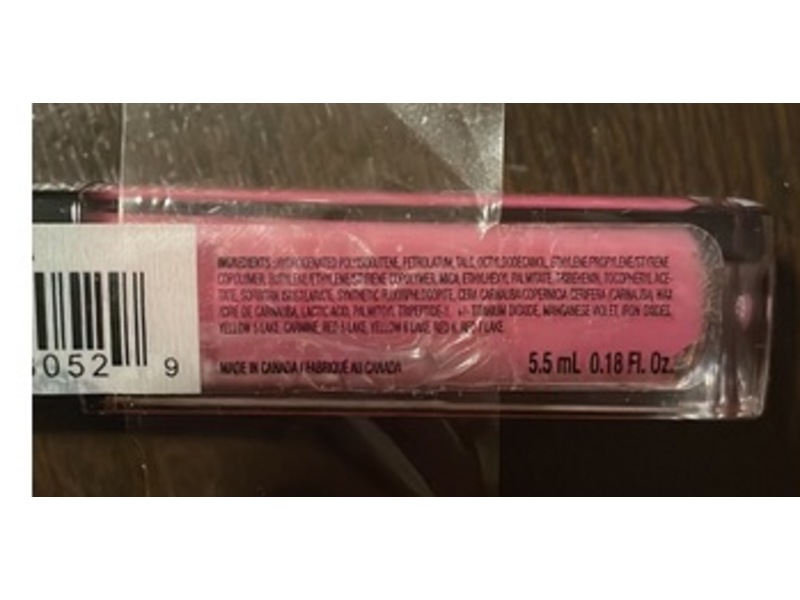 INGREDIENTS: HYDROGENATED POLYISOBUTENE, PETROLATUM, TALC, OCTYLDODECANOL, ETHYLENE/PROPYLENE/STYRENE
COPOLYMER, BUTYLENE/ETHYLENE/STYRENE COPOLYMER, MICA, ETHYLHEXYL PALMITATE, TRIBEHENIN, TOCOPHERYL ACE-
TATE, SORBITAN ISOSTEARATE, SYNTHETIC FLUORPHLOGOPITE, CERA CARNAUBA/COPERNICIA CERIFERA (CARNAUBA) WAX
/CIRE DE CARNAUBA, LACTIC ACID, PALMITOYL TRIPEPTIDE-1, +/- TITANIUM DIOXIDE, MANGANESE VIOLET, IRON OXIDES,
YELLOW 5 LAKE, CARMINE, RED LAKE, YELLOW 6 LAKE, RED 6, RED 7 LAKE.
052 9
MADE IN CANADA / FABRIQUÉ AU CANADA
5.5 mL 0.18 Fl. Oz.